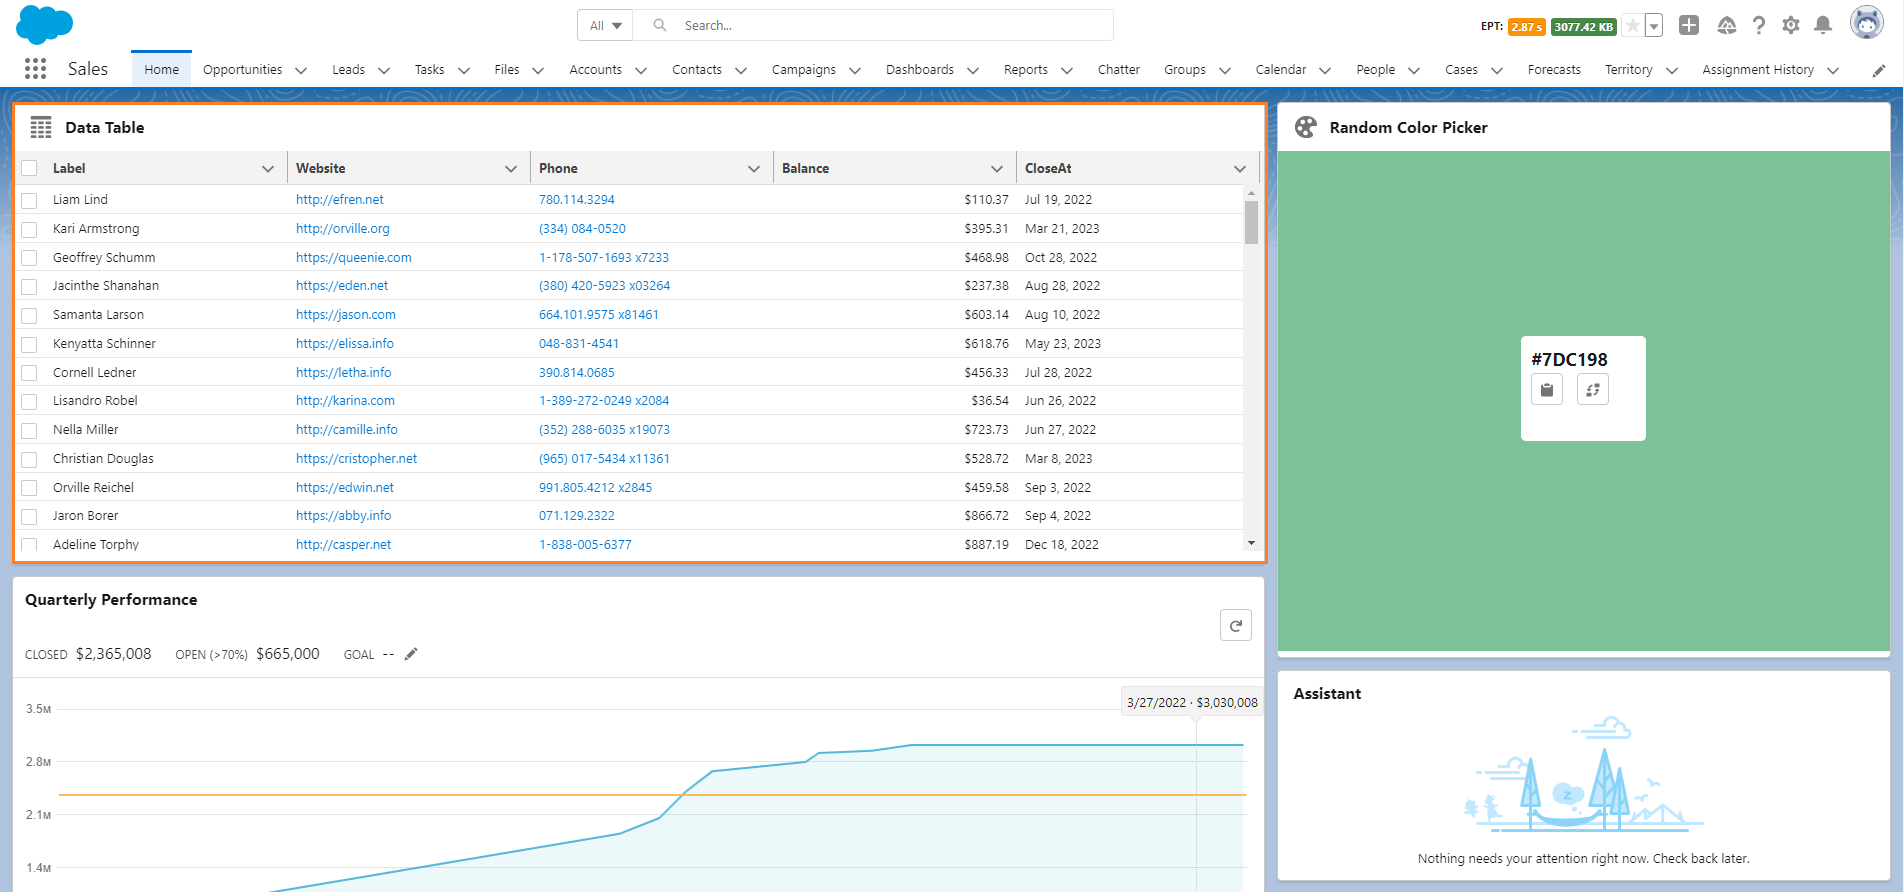 All Search... EPT: 2.87 s 3077.42 KB
Sales Home Opportunities Leads Tasks Files Accounts Contacts Campaigns Dashboards Reports Chatter Groups Calendar People Cases Forecasts Territory Assignment History
Data Table
Label Website Phone Balance CloseAt
Liam Lind http://efren.net 780.114.3294 $110.37 Jul 19, 2022
Kari Armstrong http://orville.org (334) 084-0520 $395.31 Mar 21, 2023
Geoffrey Schumm https://queenie.com 1-178-507-1693 x7233 $468.98 Oct 28, 2022
Jacinthe Shanahan https://eden.net (380) 420-5923 x03264 $237.38 Aug 28, 2022
Samanta Larson https://jason.com 664.101.9575 x81461 $603.14 Aug 10, 2022
Kenyatta Schinner https://elissa.info 048-831-4541 $618.76 May 23, 2023
Cornell Ledner https://letha.info 390.814.0685 $456.33 Jul 28, 2022
Lisandro Robel http://karina.com 1-389-272-0249 x2084 $36.54 Jun 26, 2022
Nella Miller http://camille.info (352) 288-6035 x19073 $723.73 Jun 27, 2022
Christian Douglas https://cristopher.net (965) 017-5434 x11361 $528.72 Mar 8, 2023
Orville Reichel https://edwin.net 991.805.4212 x2845 $459.58 Sep 3, 2022
Jaron Borer https://abby.info 071.129.2322 $866.72 Sep 4, 2022
Adeline Torphy http://casper.net 1-838-005-6377 $887.19 Dec 18, 2022
Random Color Picker
#7DC198
Quarterly Performance
CLOSED $2,365,008 OPEN (>70%) $665,000 GOAL --
3/27/2022 · $3,030,008
3.5M
2.8M
2.1M
1.4M
Assistant
z
Nothing needs your attention right now. Check back later.